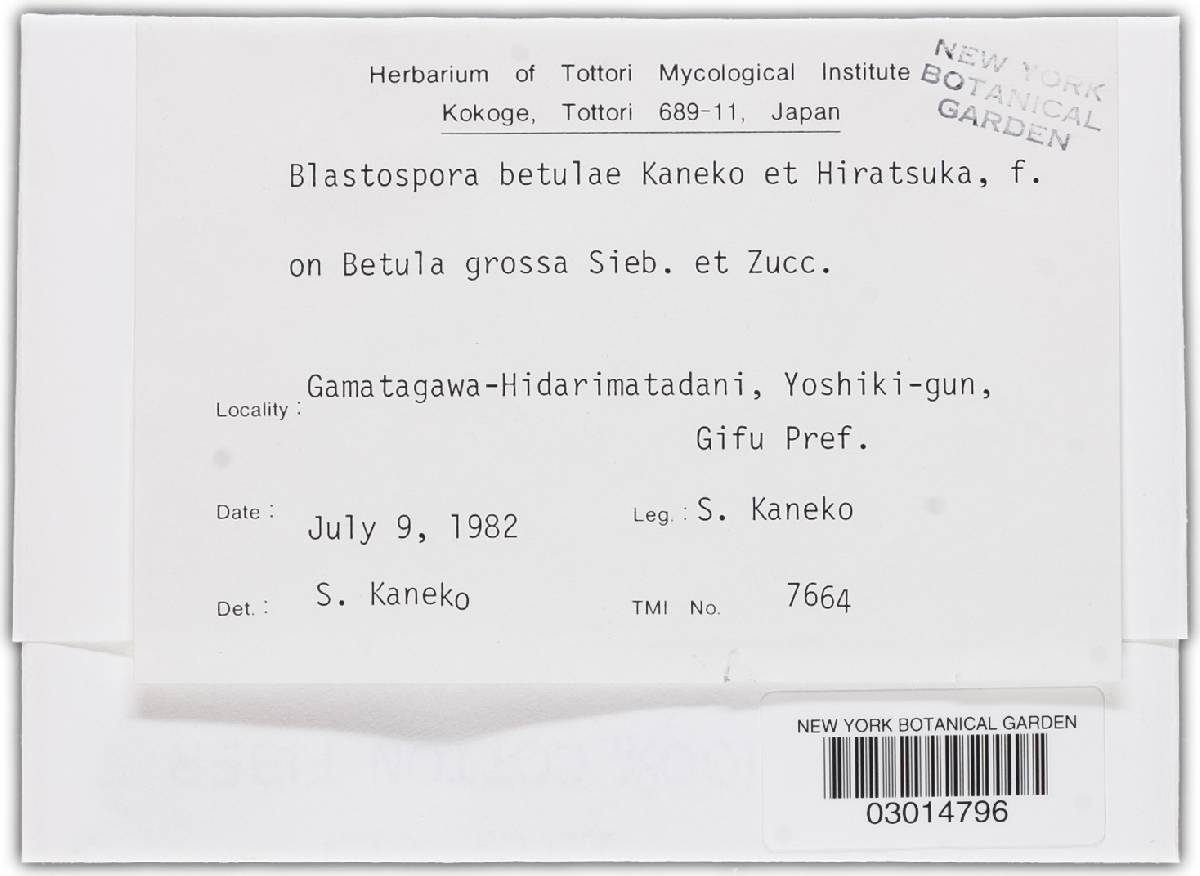 Herbarium of Tottori Mycological Institute
Kokoge, Tottori 689-11, Japan
NEW YORK
BOTANICAL
GARDEN
Blastospora betulae Kaneko et Hiratsuka, f.
on Betula grossa Sieb. et Zucc.
Locality : Gamatagawa-Hidarimatadani, Yoshiki-gun,
Gifu Pref.
Date : July 9, 1982 Leg. : S. Kaneko
Det. : S. Kaneko TMI No. 7664
NEW YORK BOTANICAL GARDEN
03014796